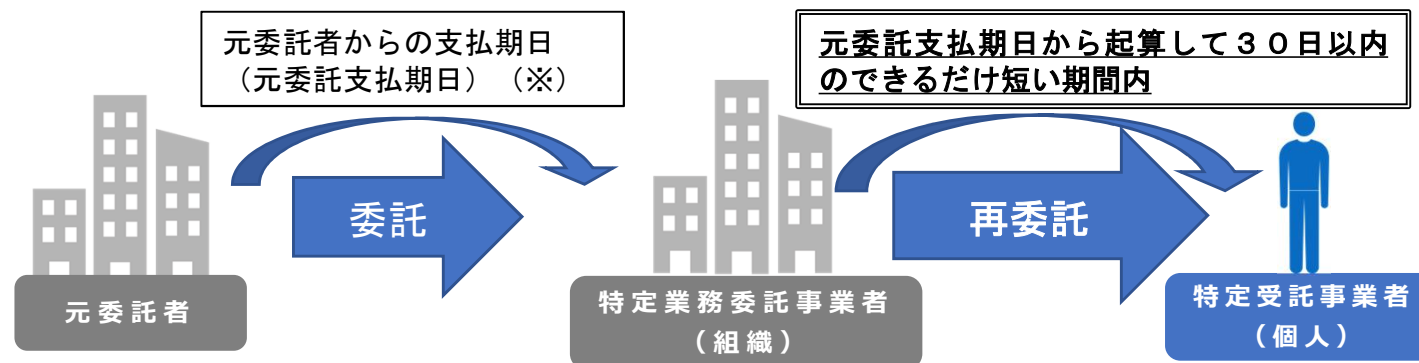 元委託者からの支払期日
（元委託支払期日）（※）
元委託支払期日から起算して３０日以内
のできるだけ短い期間内
委託
再委託
元委託者
特定業務委託事業者
（組織）
特定受託事業者
（個人）